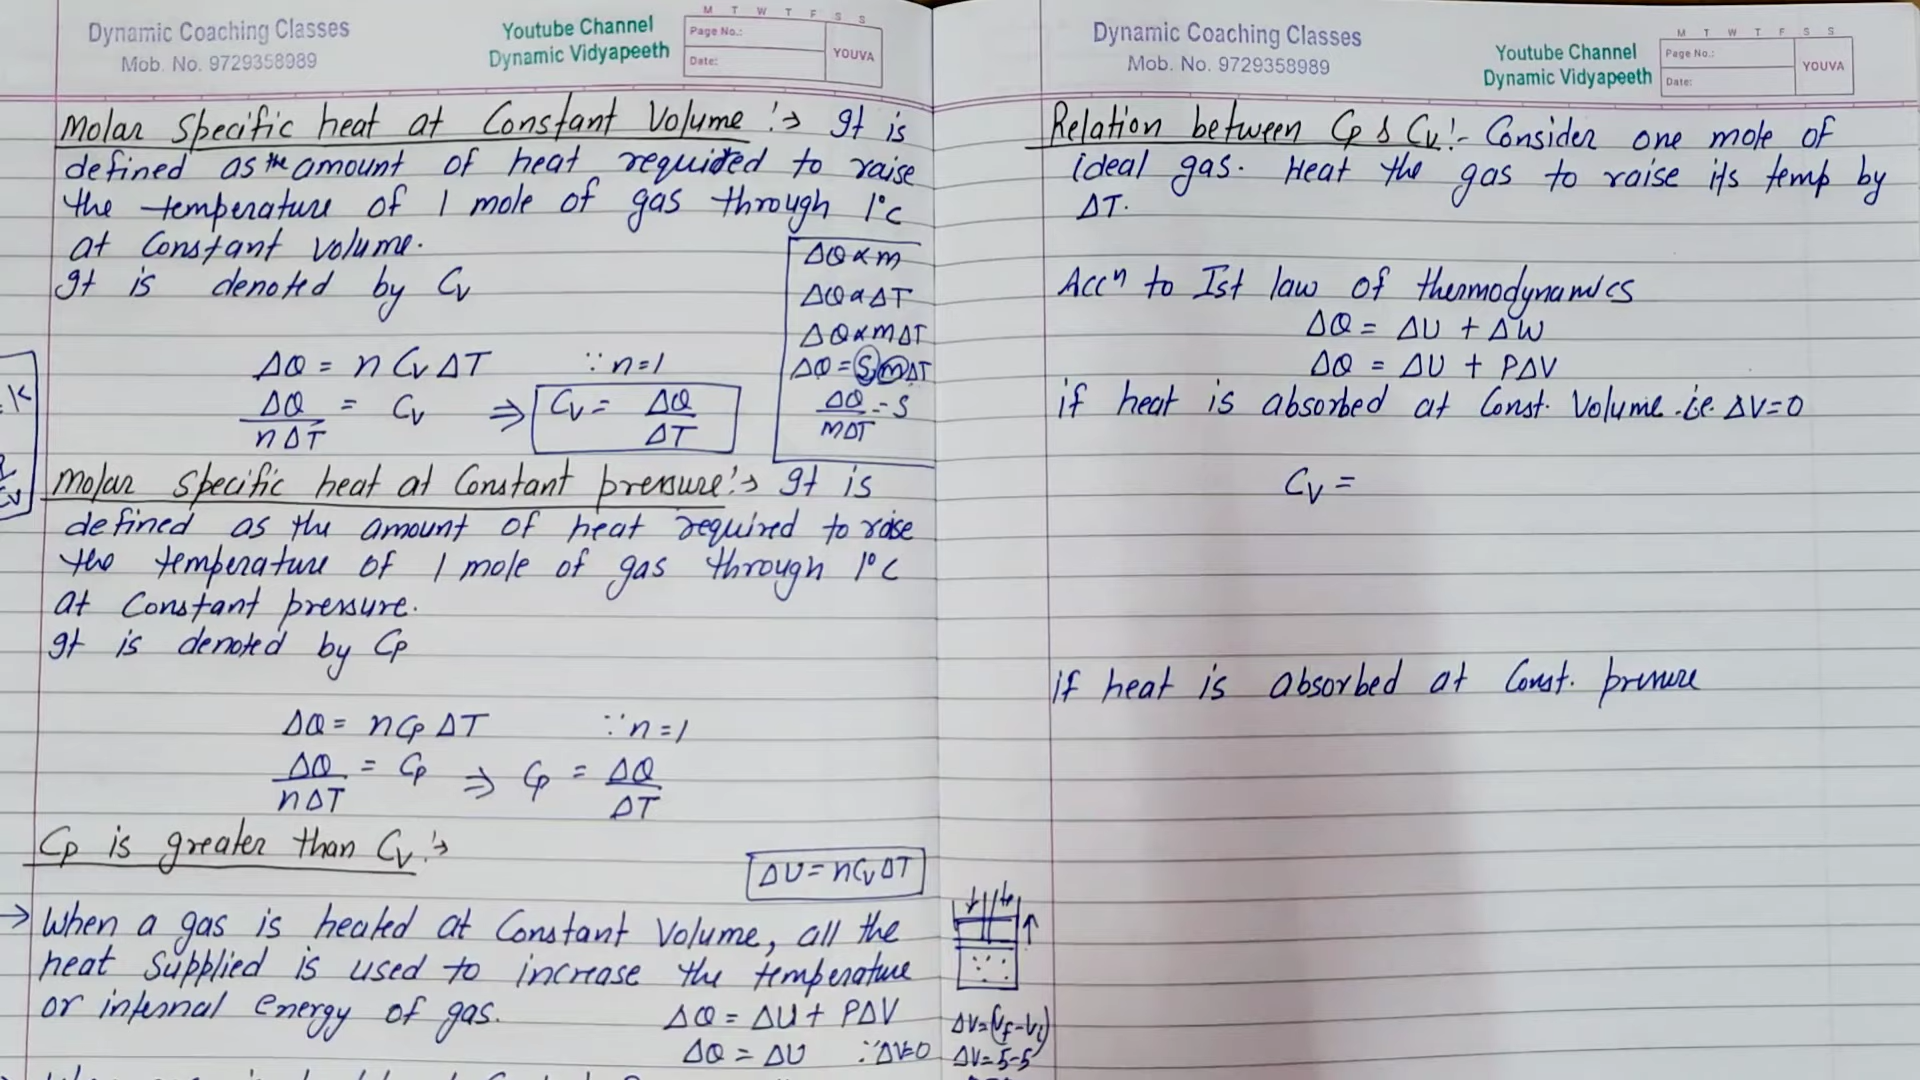 Dynamic Coaching Classes
Mob. No. 9729358989
Youtube Channel
Dynamic Vidyapeeth
M T W T F S S
Page No.:
Date:
YOUVA
Molar Specific heat at Constant Volume :→ It is
defined as the amount of heat required to raise
the temperature of 1 mole of gas through 1°c
at Constant volume.
It is denoted by Cv
ΔQ = n Cv ΔT ∵ n=1
ΔQ/nΔT = Cv ⇒ Cv = ΔQ/ΔT
ΔQ ∝ m
ΔQ ∝ ΔT
ΔQ ∝ mΔT
ΔQ = S m ΔT
ΔQ/mΔT = S
Molar Specific heat at Constant pressure :→ It is
defined as the amount of heat required to raise
the temperature of 1 mole of gas through 1°c
at Constant pressure.
It is denoted by Cp
ΔQ = nCp ΔT ∵ n=1
ΔQ/nΔT = Cp ⇒ Cp = ΔQ/ΔT
Cp is greater than Cv :→
ΔU = nCvΔT
→ When a gas is heated at Constant Volume, all the
heat Supplied is used to increase the temperature
or internal energy of gas.
ΔQ = ΔU + PΔV
ΔQ = ΔU ∵ ΔV=0
ΔV=(Vf-Vi)
ΔV=5-5
Dynamic Coaching Classes
Mob. No. 9729358989
Youtube Channel
Dynamic Vidyapeeth
M T W T F S S
Page No.:
Date:
YOUVA
Relation between Cp & Cv :- Consider one mole of
ideal gas. Heat the gas to raise its temp by
ΔT.
Accⁿ to Ist law of thermodynamics
ΔQ = ΔU + ΔW
ΔQ = ΔU + PΔV
if heat is absorbed at Const. Volume i.e. ΔV=0
Cv =
if heat is absorbed at Const. pressure